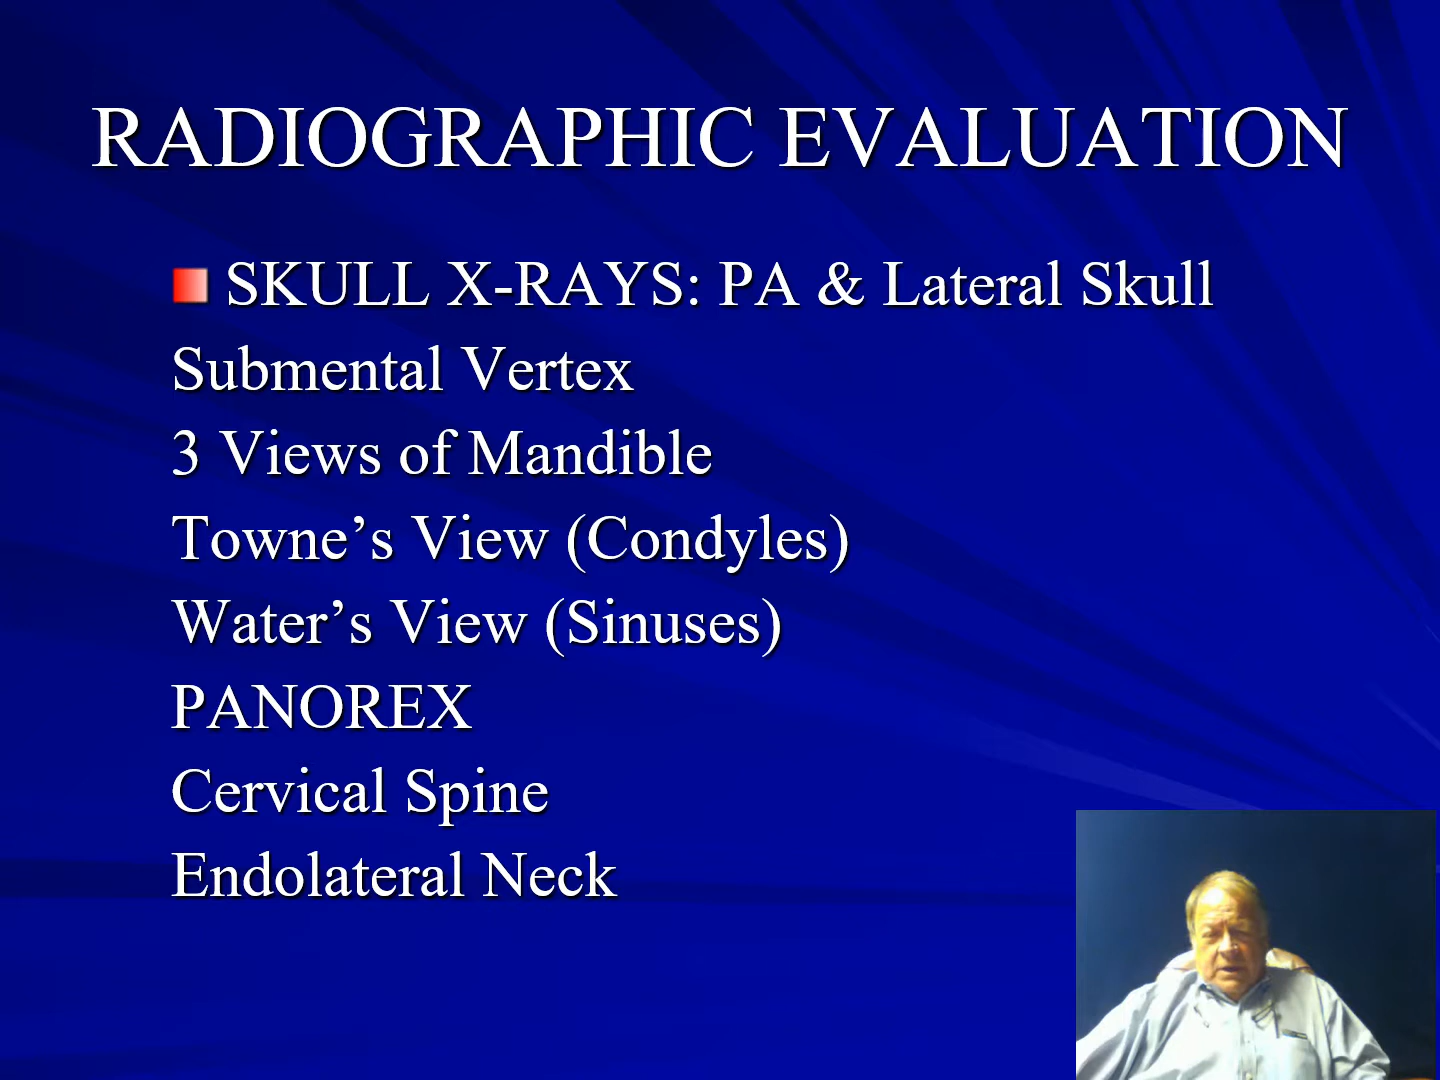 RADIOGRAPHIC EVALUATION
SKULL X-RAYS: PA & Lateral Skull
Submental Vertex
3 Views of Mandible
Towne’s View (Condyles)
Water’s View (Sinuses)
PANOREX
Cervical Spine
Endolateral Neck